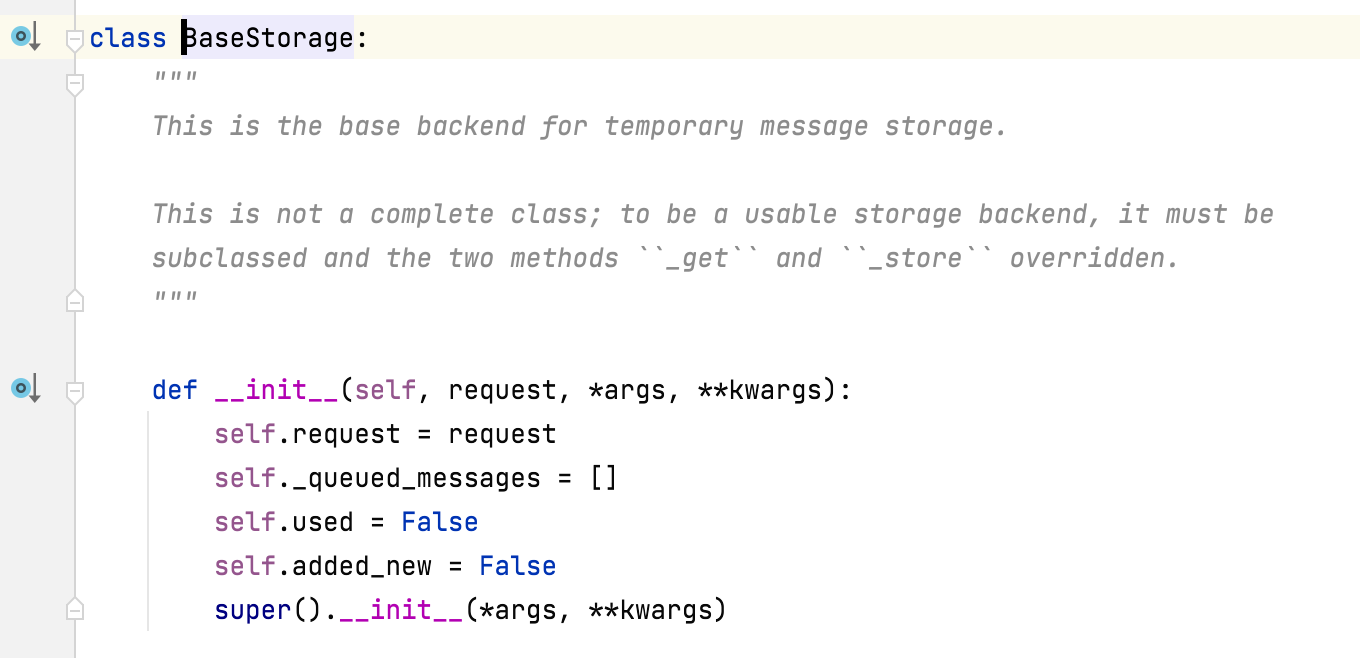 class BaseStorage:
    """
    This is the base backend for temporary message storage.

    This is not a complete class; to be a usable storage backend, it must be
    subclassed and the two methods ``_get`` and ``_store`` overridden.
    """

    def __init__(self, request, *args, **kwargs):
        self.request = request
        self._queued_messages = []
        self.used = False
        self.added_new = False
        super().__init__(*args, **kwargs)